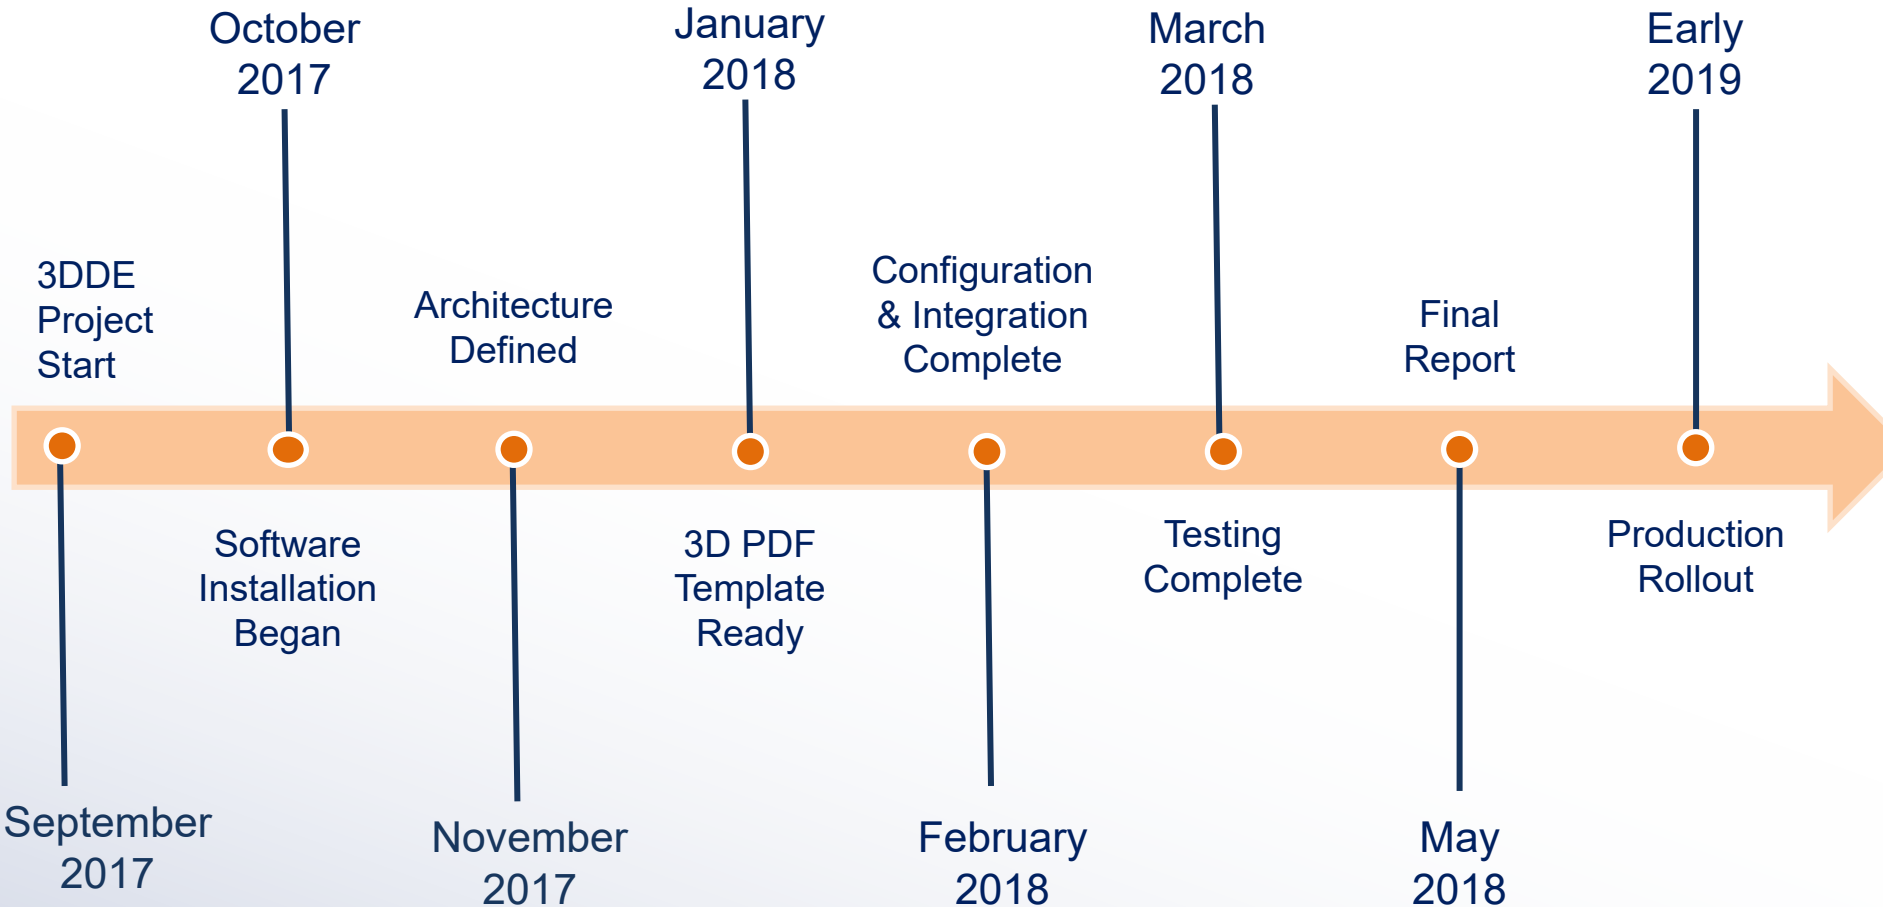 October
2017
January
2018
March
2018
Early
2019
3DDE
Project
Start
Architecture
Defined
Configuration
& Integration
Complete
Final
Report
Software
Installation
Began
3D PDF
Template
Ready
Testing
Complete
Production
Rollout
September
2017
November
2017
February
2018
May
2018